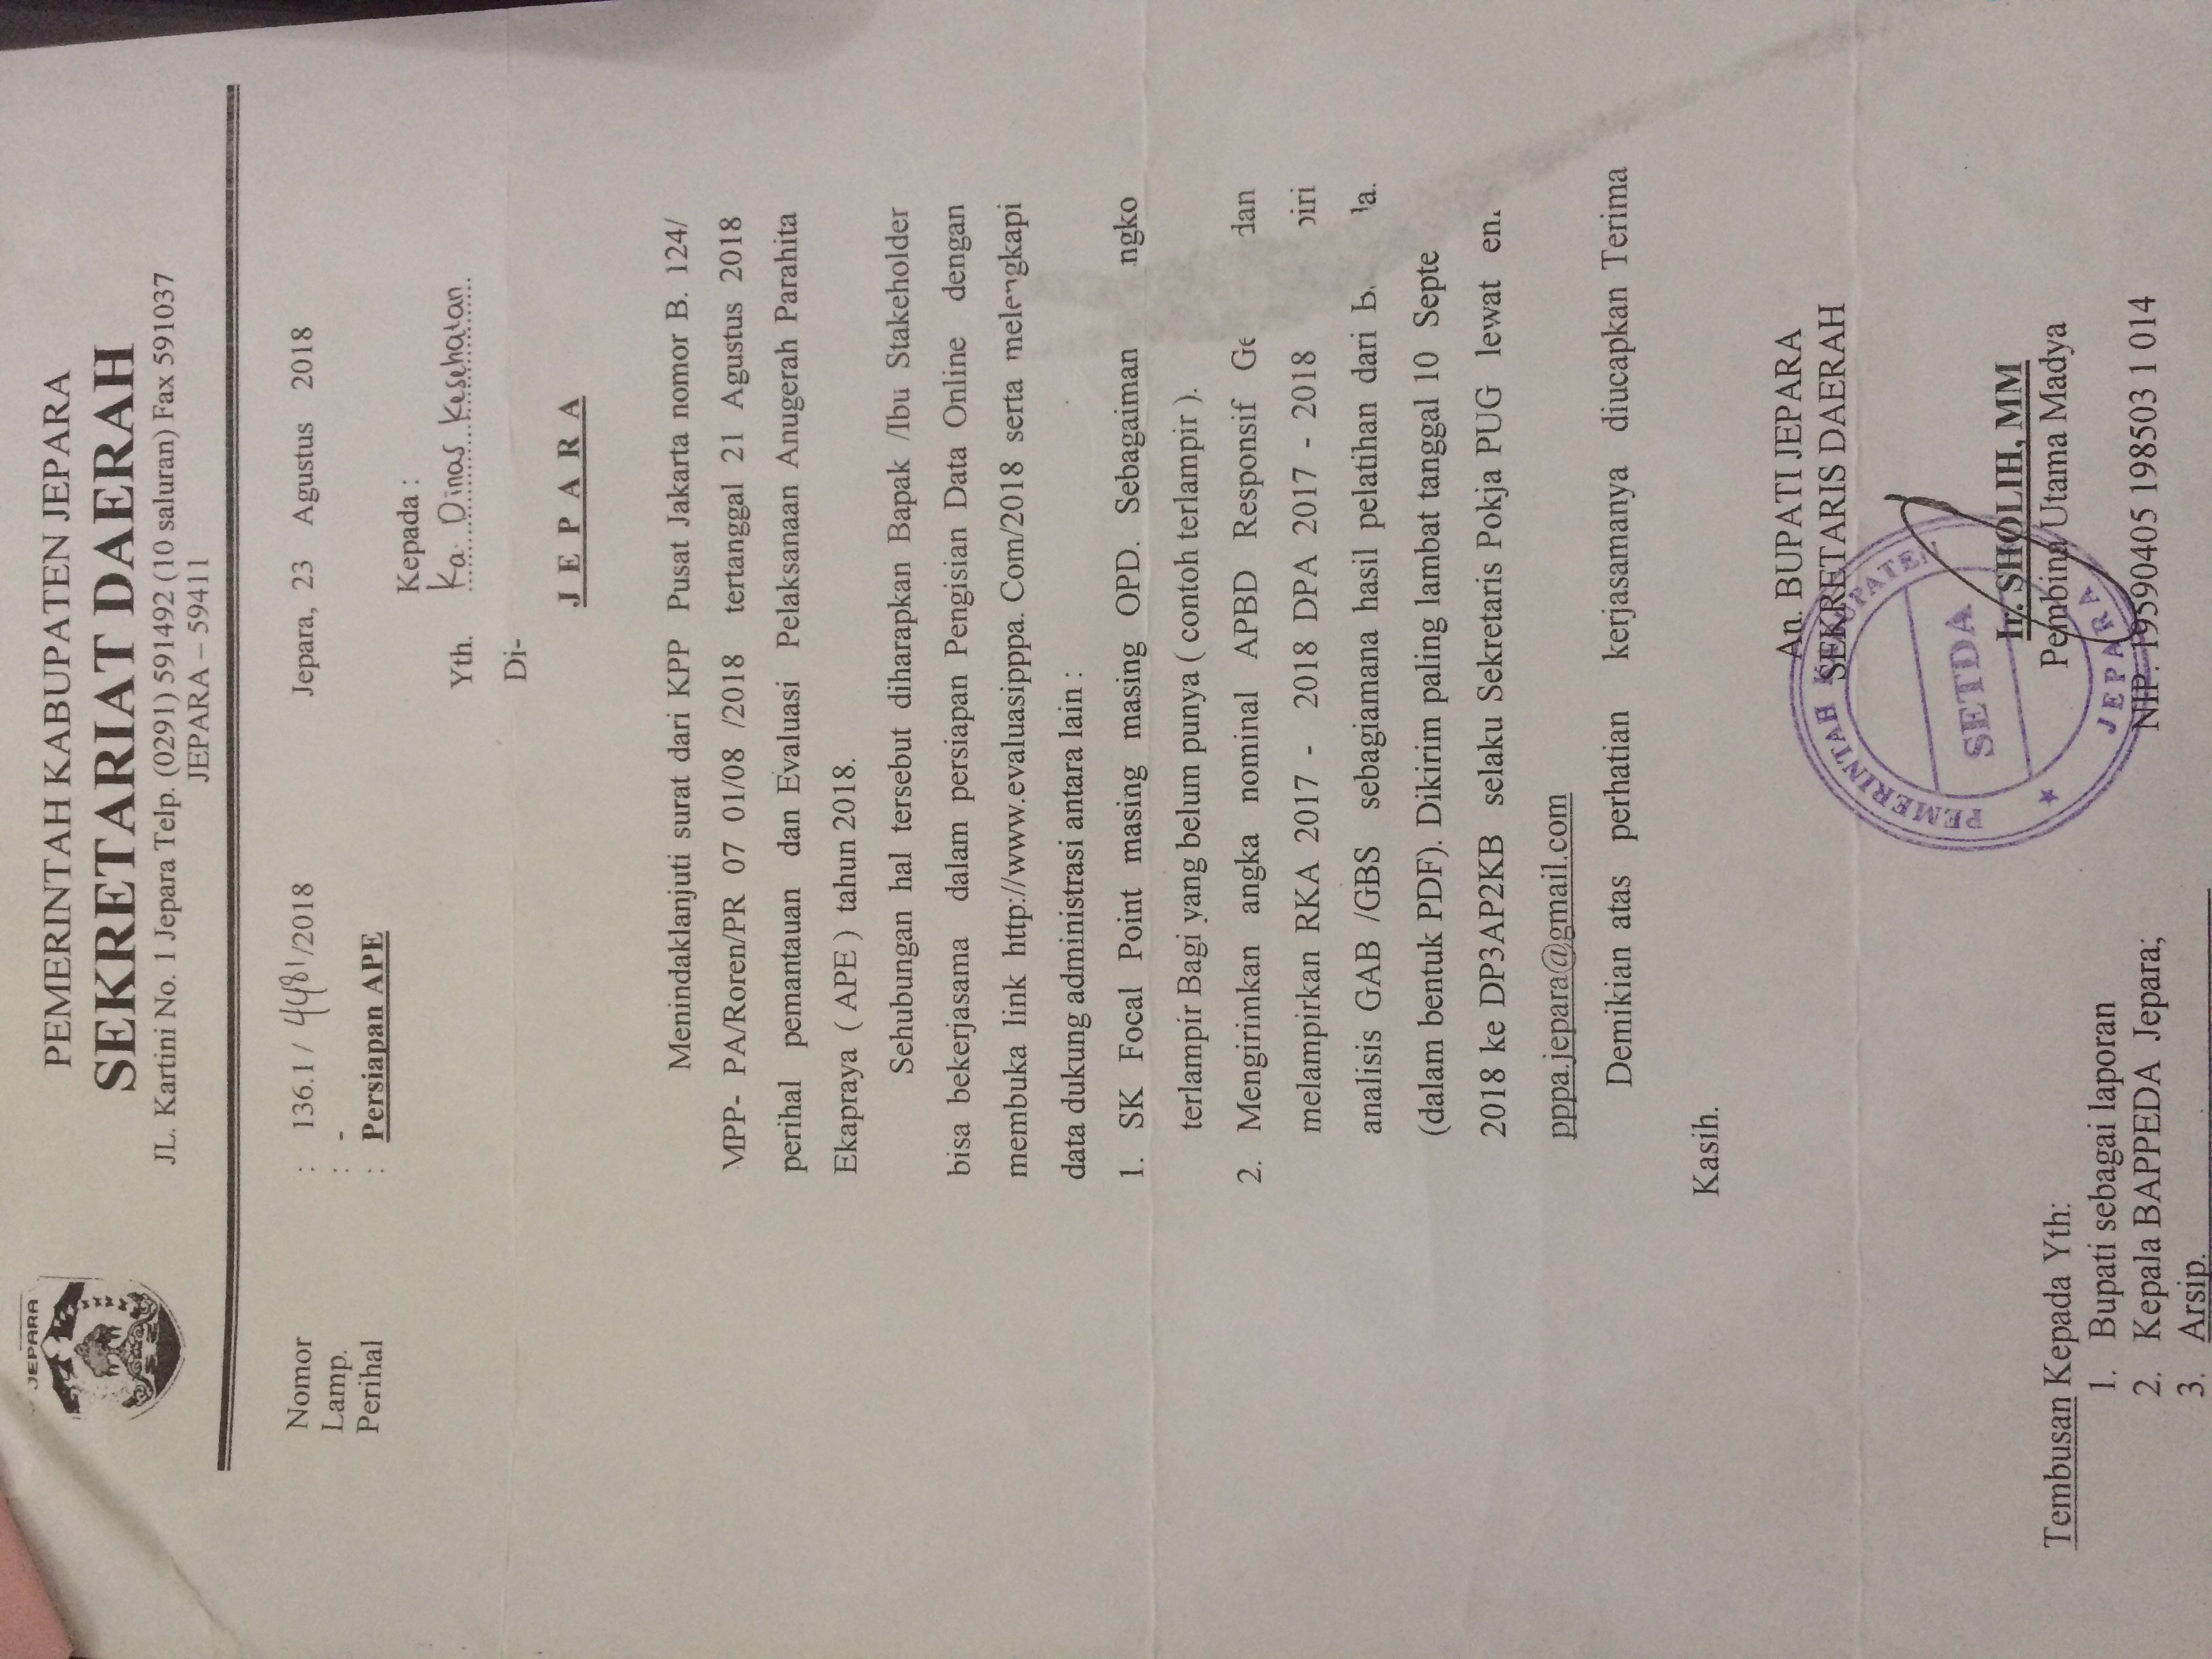 JEPARA
PEMERINTAH KABUPATEN JEPARA
SEKRETARIAT DAERAH
JL. Kartini No. 1 Jepara Telp. (0291) 591492 (10 saluran) Fax 591037
JEPARA – 59411
Nomor : 136.1 / 4481 /2018 Jepara, 23 Agustus 2018
Lamp. : -
Perihal : Persiapan APE
Kepada :
Yth. Ka. Dinas Kesehatan
Di-
J E P A R A
Menindaklanjuti surat dari KPP Pusat Jakarta nomor B. 124/
MPP- PA/Roren/PR 07 01/08 /2018 tertanggal 21 Agustus 2018
perihal pemantauan dan Evaluasi Pelaksanaan Anugerah Parahita
Ekapraya ( APE ) tahun 2018.
Sehubungan hal tersebut diharapkan Bapak /Ibu Stakeholder
bisa bekerjasama dalam persiapan Pengisian Data Online dengan
membuka link http://www.evaluasipppa. Com/2018 serta melengkapi
data dukung administrasi antara lain :
1. SK Focal Point masing masing OPD. Sebagaiman ngko
terlampir Bagi yang belum punya ( contoh terlampir ).
2. Mengirimkan angka nominal APBD Responsif Ge dan
melampirkan RKA 2017 - 2018 DPA 2017 - 2018 iri
analisis GAB /GBS sebagiamana hasil pelatihan dari B. la.
(dalam bentuk PDF). Dikirim paling lambat tanggal 10 Septe
2018 ke DP3AP2KB selaku Sekretaris Pokja PUG lewat em
pppa.jepara@gmail.com
Demikian atas perhatian kerjasamanya diucapkan Terima
Kasih.
An. BUPATI JEPARA
SEKRETARIS DAERAH
PEMERINTAH KABUPATEN
SETDA
JEPARA
Ir. SHOLIH, MM
Pembina Utama Madya
NIP. 19590405 198503 1 014
Tembusan Kepada Yth:
1. Bupati sebagai laporan
2. Kepala BAPPEDA Jepara;
3. Arsip.